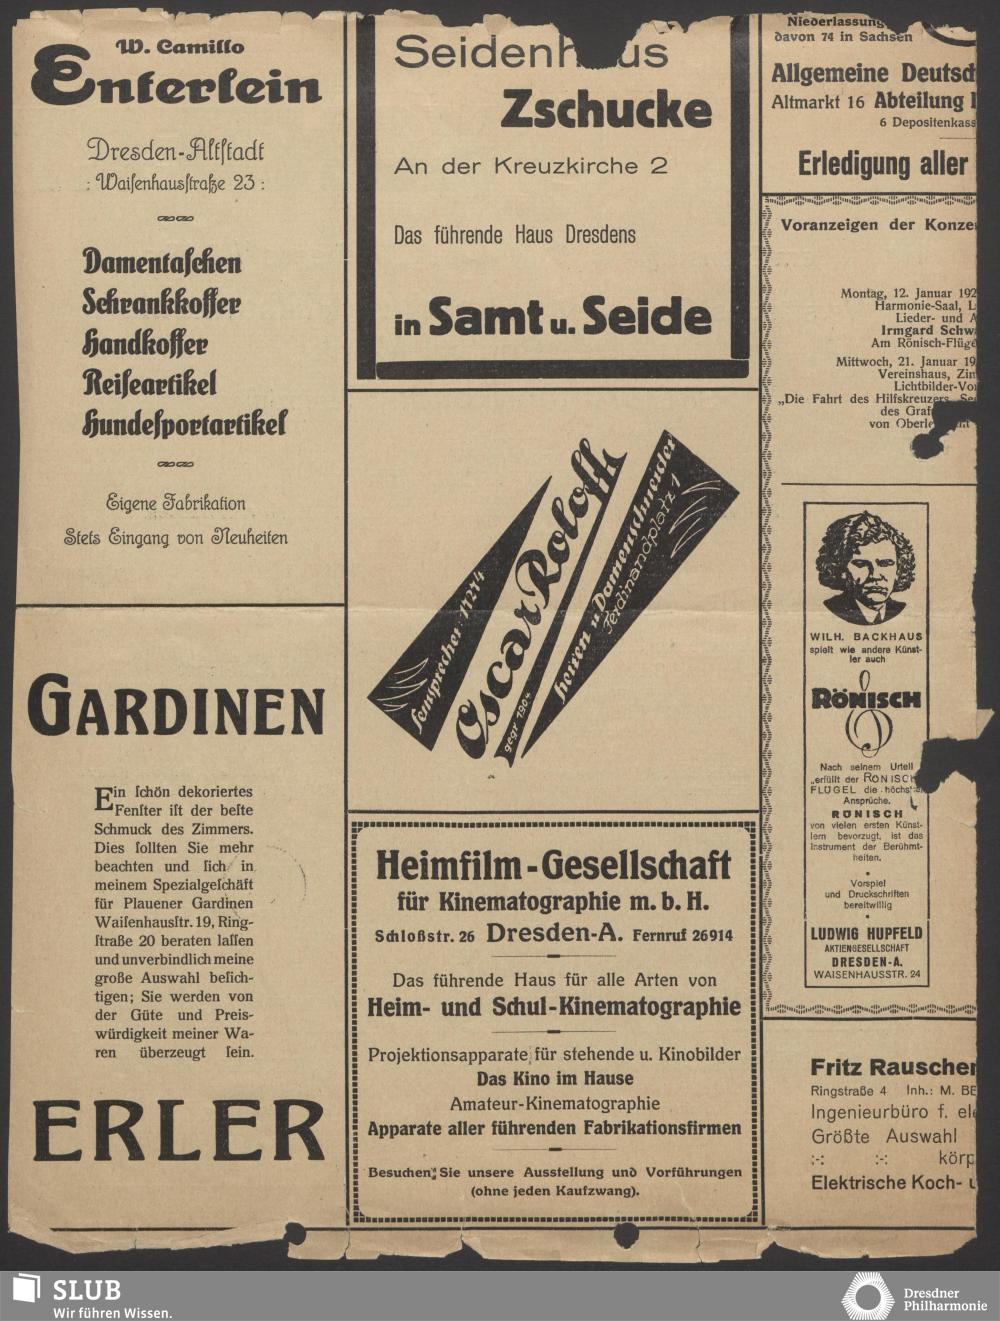 W. Camillo
Enterlein
Dresden-Altſtadt
: Waiſenhausſtraße 23 :
Damentaſchen
Schrankkoffer
Handkoffer
Reiſeartikel
Hundeſportartikel
Eigene Fabrikation
Stets Eingang von Neuheiten
GARDINEN
Ein ſchön dekoriertes
Fenſter iſt der beſte
Schmuck des Zimmers.
Dies ſollten Sie mehr
beachten und ſich in
meinem Spezialgeſchäft
für Plauener Gardinen
Waiſenhausſtr. 19, Ring-
ſtraße 20 beraten laſſen
und unverbindlich meine
große Auswahl beſich-
tigen; Sie werden von
der Güte und Preis-
würdigkeit meiner Wa-
ren überzeugt ſein.
ERLER
Seidenh us
Zschucke
An der Kreuzkirche 2
Das führende Haus Dresdens
in Samt u. Seide
Fernsprecher 11274
Oscar Roloff
gegr 1904
Herren u Damenschneider
Ferdinandplatz 1
Heimfilm-Gesellschaft
für Kinematographie m. b. H.
Schloßstr. 26 Dresden-A. Fernruf 26914
Das führende Haus für alle Arten von
Heim- und Schul-Kinematographie
Projektionsapparate für stehende u. Kinobilder
Das Kino im Hause
Amateur-Kinematographie
Apparate aller führenden Fabrikationsfirmen
Besuchen Sie unsere Ausstellung und Vorführungen
(ohne jeden Kaufzwang).
Niederlassung
davon 74 in Sachsen
Allgemeine Deutsc
Altmarkt 16 Abteilung
6 Depositenkass
Erledigung aller
Voranzeigen der Konze
Montag, 12. Januar 192
Harmonie-Saal, L
Lieder- und A
Irmgard Schw
Am Rönisch-Flüge
Mittwoch, 21. Januar 19
Vereinshaus, Zin
Lichtbilder-Vo
„Die Fahrt des Hilfskreuzers Se
des Graf
von Oberle
WILH. BACKHAUS
spielt wie andere Künst-
ler auch
RÖNISCH
Nach seinem Urteil
„erfüllt der RÖNISCH
FLÜGEL die höchsten
Ansprüche.
RÖNISCH
von vielen ersten Künst-
lern bevorzugt, ist das
Instrument der Berühmt-
heiten.
Vorspiel
und Druckschriften
bereitwillig
LUDWIG HUPFELD
AKTIENGESELLSCHAFT
DRESDEN-A.
WAISENHAUSSTR. 24
Fritz Rauscher
Ringstraße 4 Inh.: M. BE
Ingenieurbüro f. ele
Größte Auswahl
:-: :-: körp
Elektrische Koch- u
SLUB
Wir führen Wissen.
Dresdner
Philharmonie